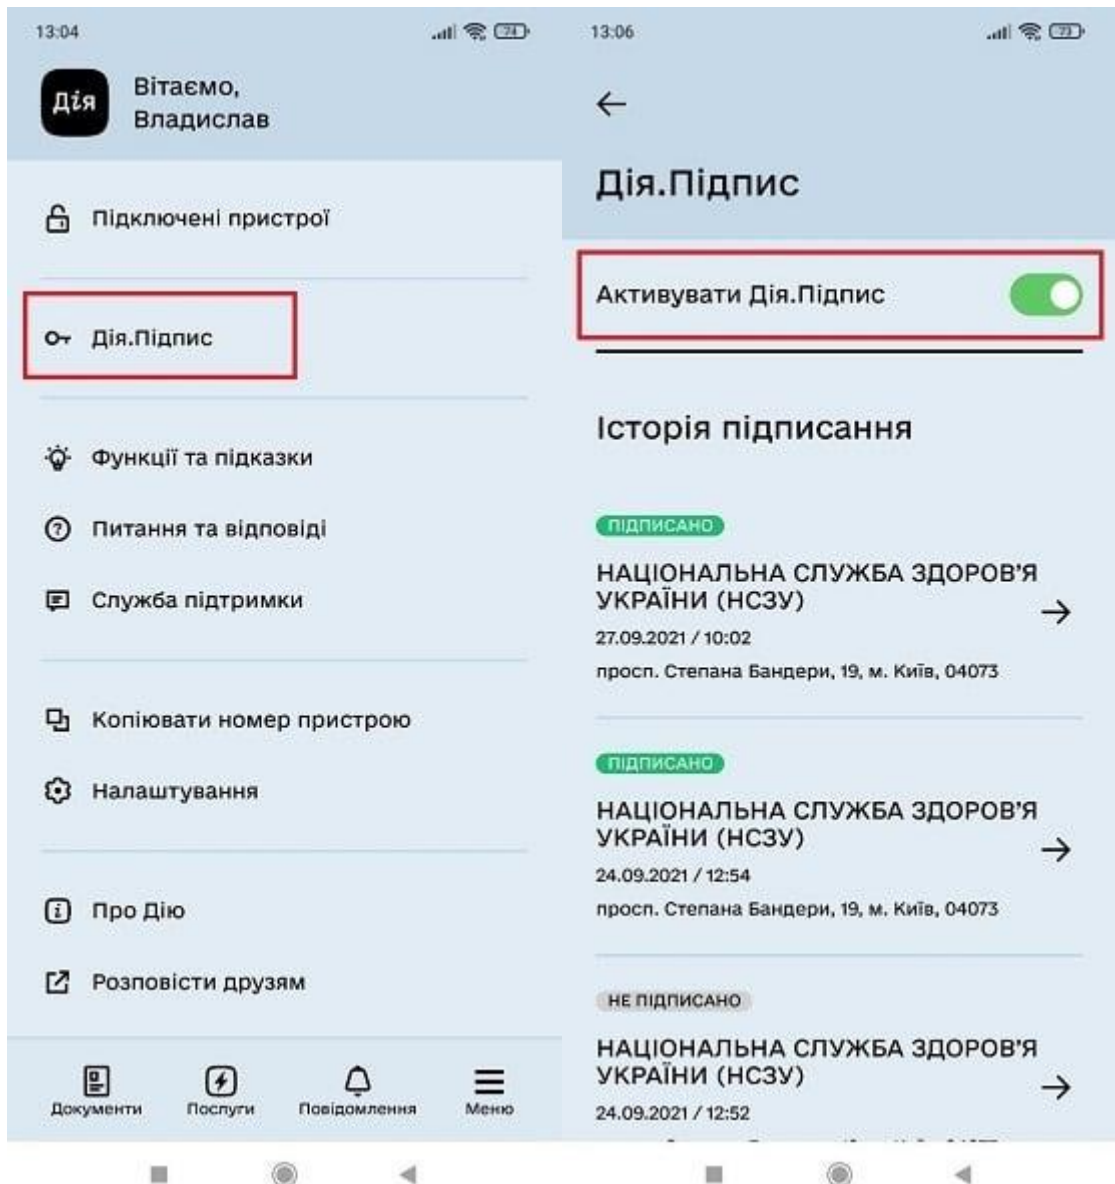 13:04
74
Дія
Вітаємо,
Владислав
Підключені пристрої
Дія.Підпис
Функції та підказки
Питання та відповіді
Служба підтримки
Копіювати номер пристрою
Налаштування
Про Дію
Розповісти друзям
Документи
Послуги
Повідомлення
Меню
13:06
73
Дія.Підпис
Активувати Дія.Підпис
Історія підписання
ПІДПИСАНО
НАЦІОНАЛЬНА СЛУЖБА ЗДОРОВ'Я
УКРАЇНИ (НСЗУ)
27.09.2021 / 10:02
просп. Степана Бандери, 19, м. Київ, 04073
ПІДПИСАНО
НАЦІОНАЛЬНА СЛУЖБА ЗДОРОВ'Я
УКРАЇНИ (НСЗУ)
24.09.2021 / 12:54
просп. Степана Бандери, 19, м. Київ, 04073
НЕ ПІДПИСАНО
НАЦІОНАЛЬНА СЛУЖБА ЗДОРОВ'Я
УКРАЇНИ (НСЗУ)
24.09.2021 / 12:52